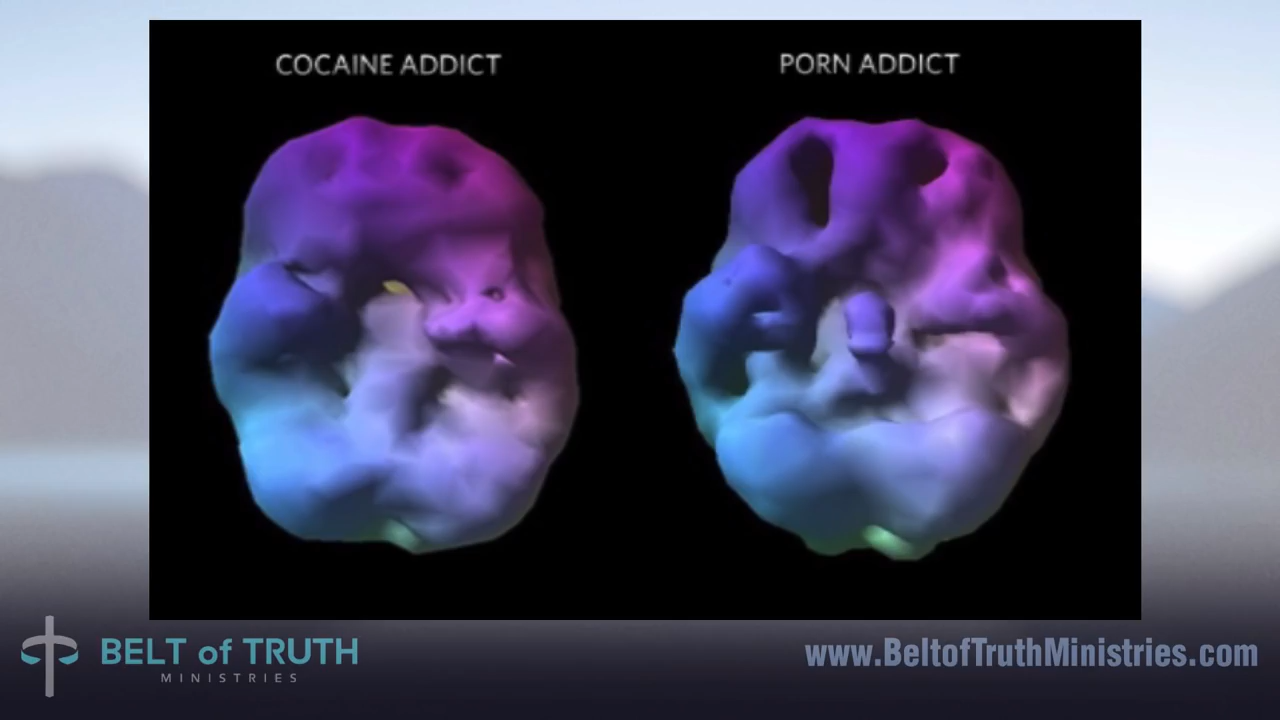 COCAINE ADDICT
PORN ADDICT
BELT of TRUTH
MINISTRIES
www.BeltofTruthMinistries.com